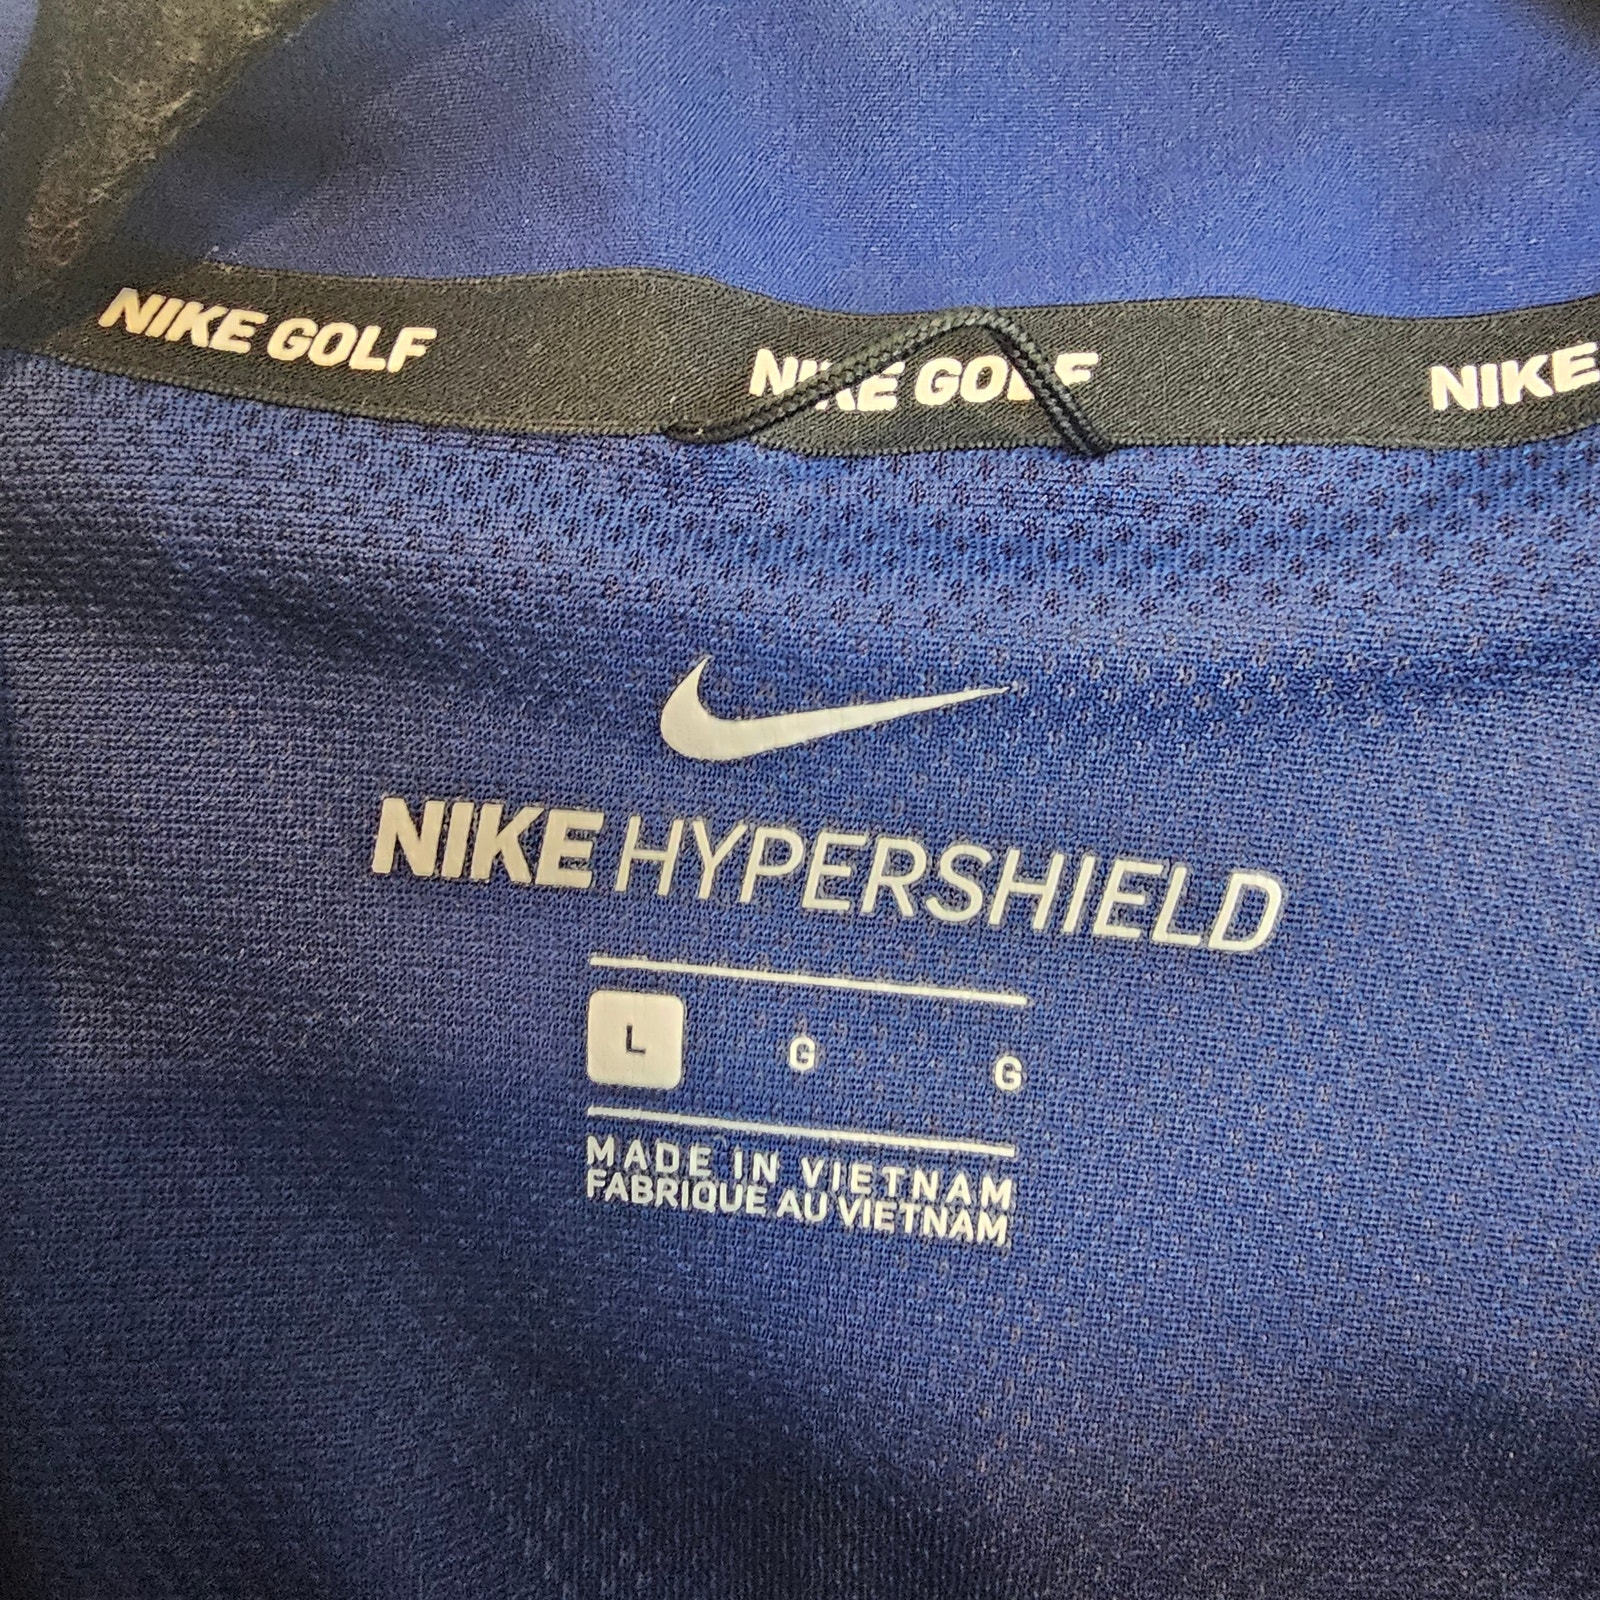 NIKE GOLF NIKE GOLF NIKE
NIKE HYPERSHIELD
L G G
MADE IN VIETNAM
FABRIQUE AU VIETNAM